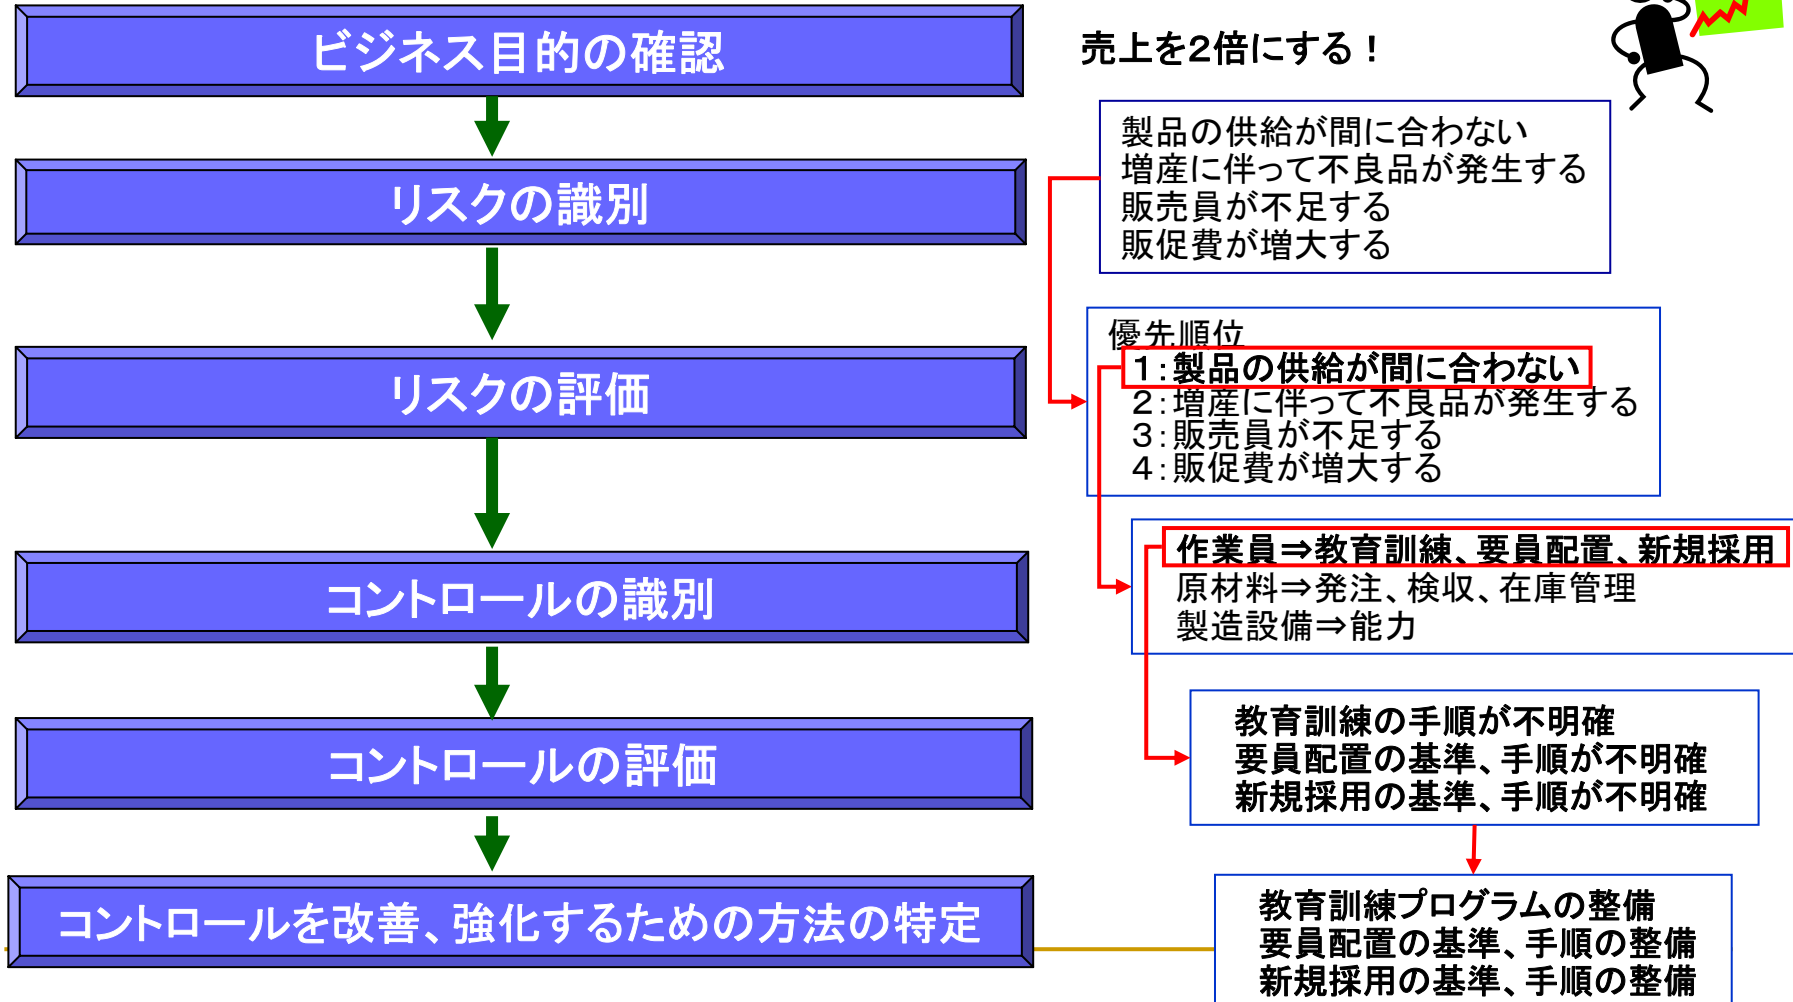 ビジネス目的の確認
売上を２倍にする！
リスクの識別
製品の供給が間に合わない
増産に伴って不良品が発生する
販売員が不足する
販促費が増大する
リスクの評価
優先順位
１：製品の供給が間に合わない
２：増産に伴って不良品が発生する
３：販売員が不足する
４：販促費が増大する
コントロールの識別
作業員⇒教育訓練、要員配置、新規採用
原材料⇒発注、検収、在庫管理
製造設備⇒能力
コントロールの評価
教育訓練の手順が不明確
要員配置の基準、手順が不明確
新規採用の基準、手順が不明確
コントロールを改善、強化するための方法の特定
教育訓練プログラムの整備
要員配置の基準、手順の整備
新規採用の基準、手順の整備